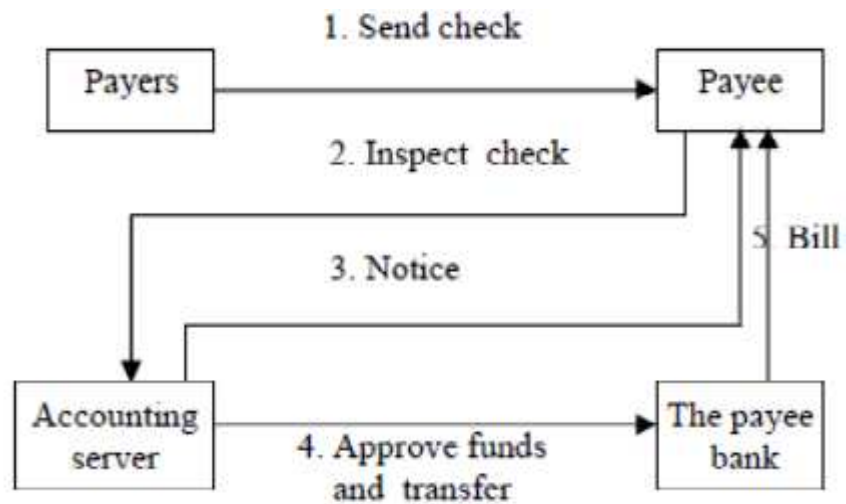 1. Send check
Payers
Payee
2. Inspect check
5. Bill
3. Notice
Accounting
server
The payee
bank
4. Approve funds
and transfer